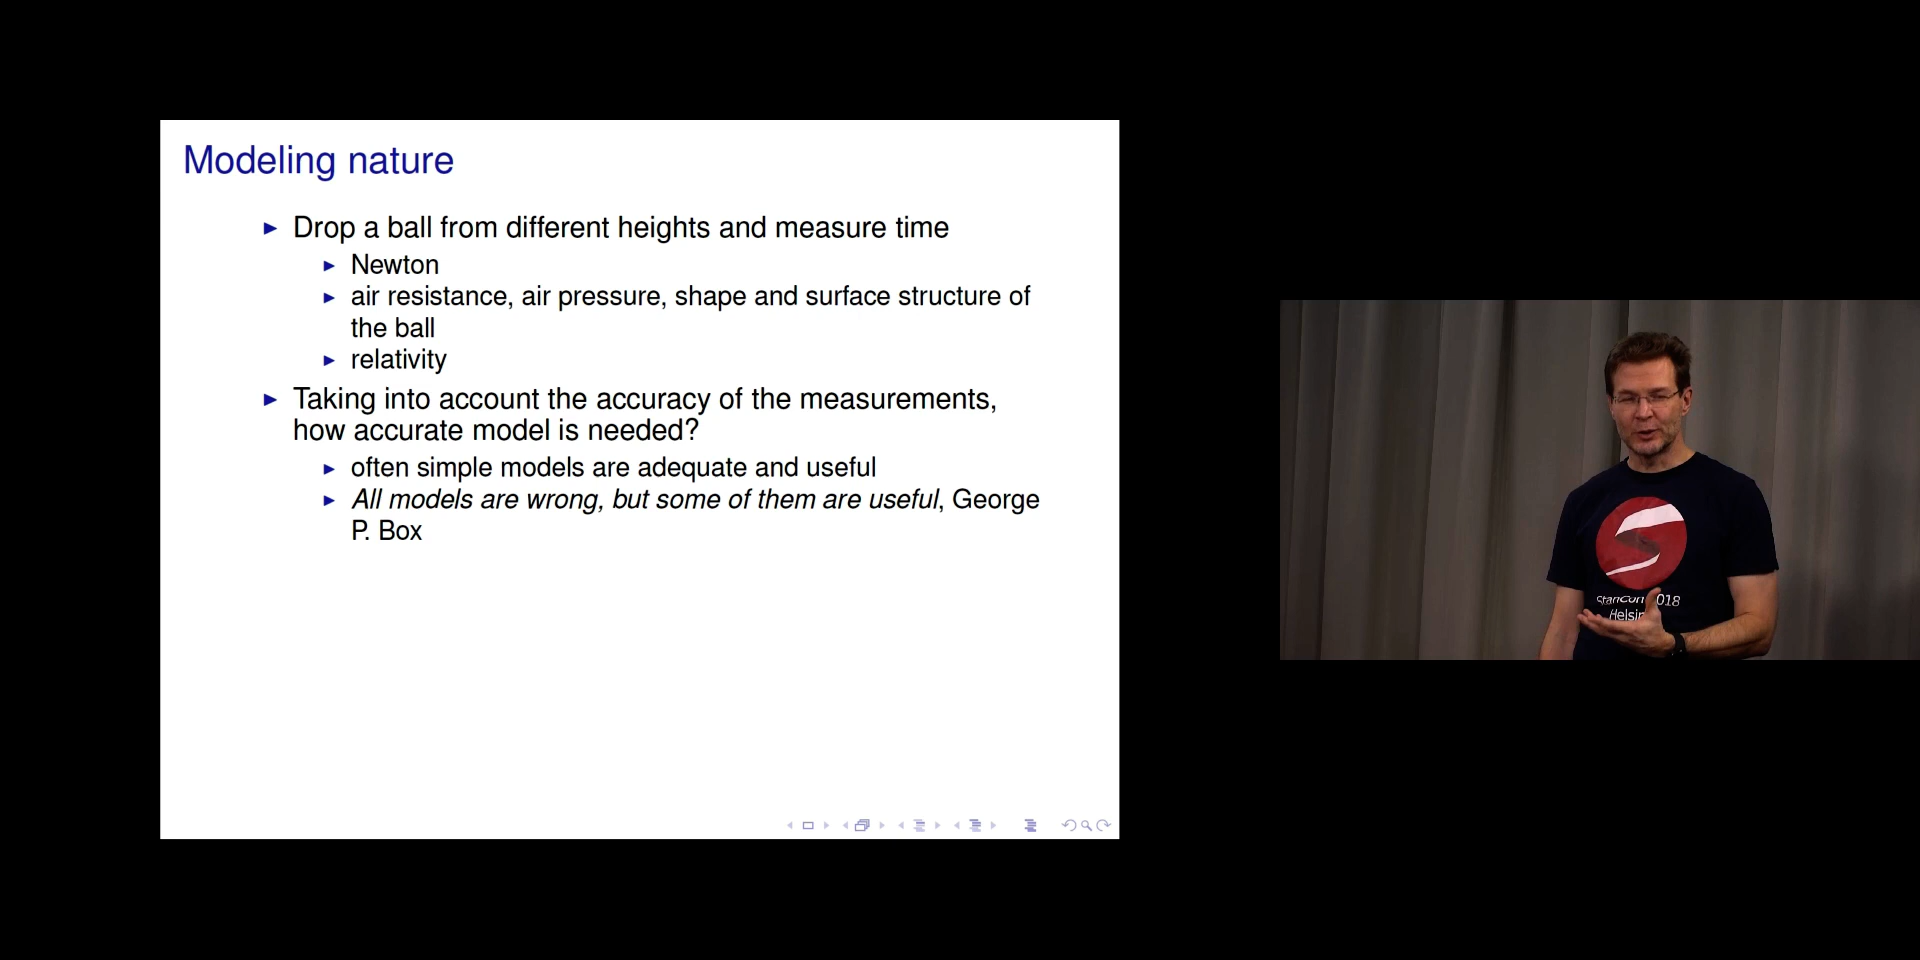 Modeling nature
Drop a ball from different heights and measure time
Newton
air resistance, air pressure, shape and surface structure of
the ball
relativity
Taking into account the accuracy of the measurements,
how accurate model is needed?
often simple models are adequate and useful
All models are wrong, but some of them are useful, George
P. Box
018